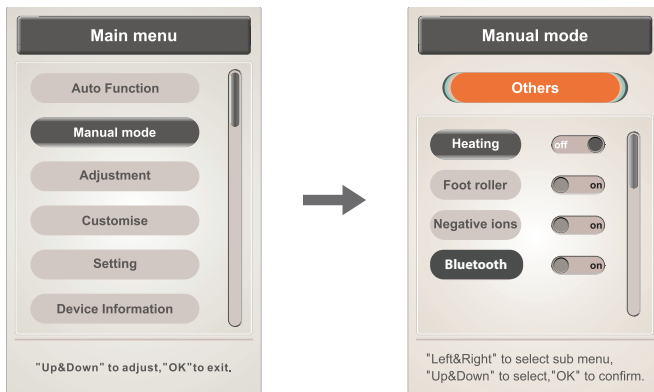 Main menu
Auto Function
Manual mode
Adjustment
Customise
Setting
Device Information
"Up&Down" to adjust,"OK"to exit.
Manual mode
Others
Heating off
Foot roller on
Negative ions on
Bluetooth on
"Left&Right" to select sub menu,
"Up&Down" to select,"OK" to confirm.